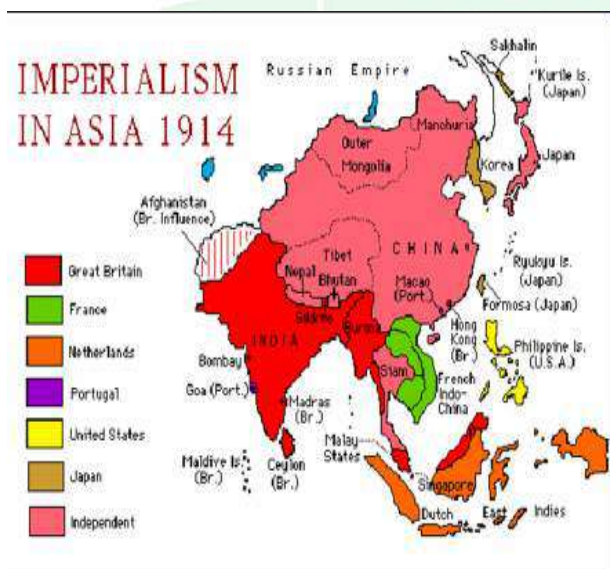 IMPERIALISM
IN ASIA 1914
Russian Empire
Sakhalin
Kurile Is.
(Japan)
Manchuria
Outer
Mongolia
Korea
Japan
Afghanistan
(Br. Influence)
Tibet
CHINA
Nepal
Bhutan
Macao
(Port.)
Ryukyu Is.
(Japan)
Formosa (Japan)
Hong
Kong
(Br.)
INDIA
Burma
Siam
Philippine Is.
(U.S.A.)
French
Indo-
China
Bombay
Goa (Port.)
Madras
(Br.)
Maldive Is.
(Br.)
Ceylon
(Br.)
Malay
States
Singapore
Dutch East Indies
Great Britain
France
Netherlands
Portugal
United States
Japan
Independent